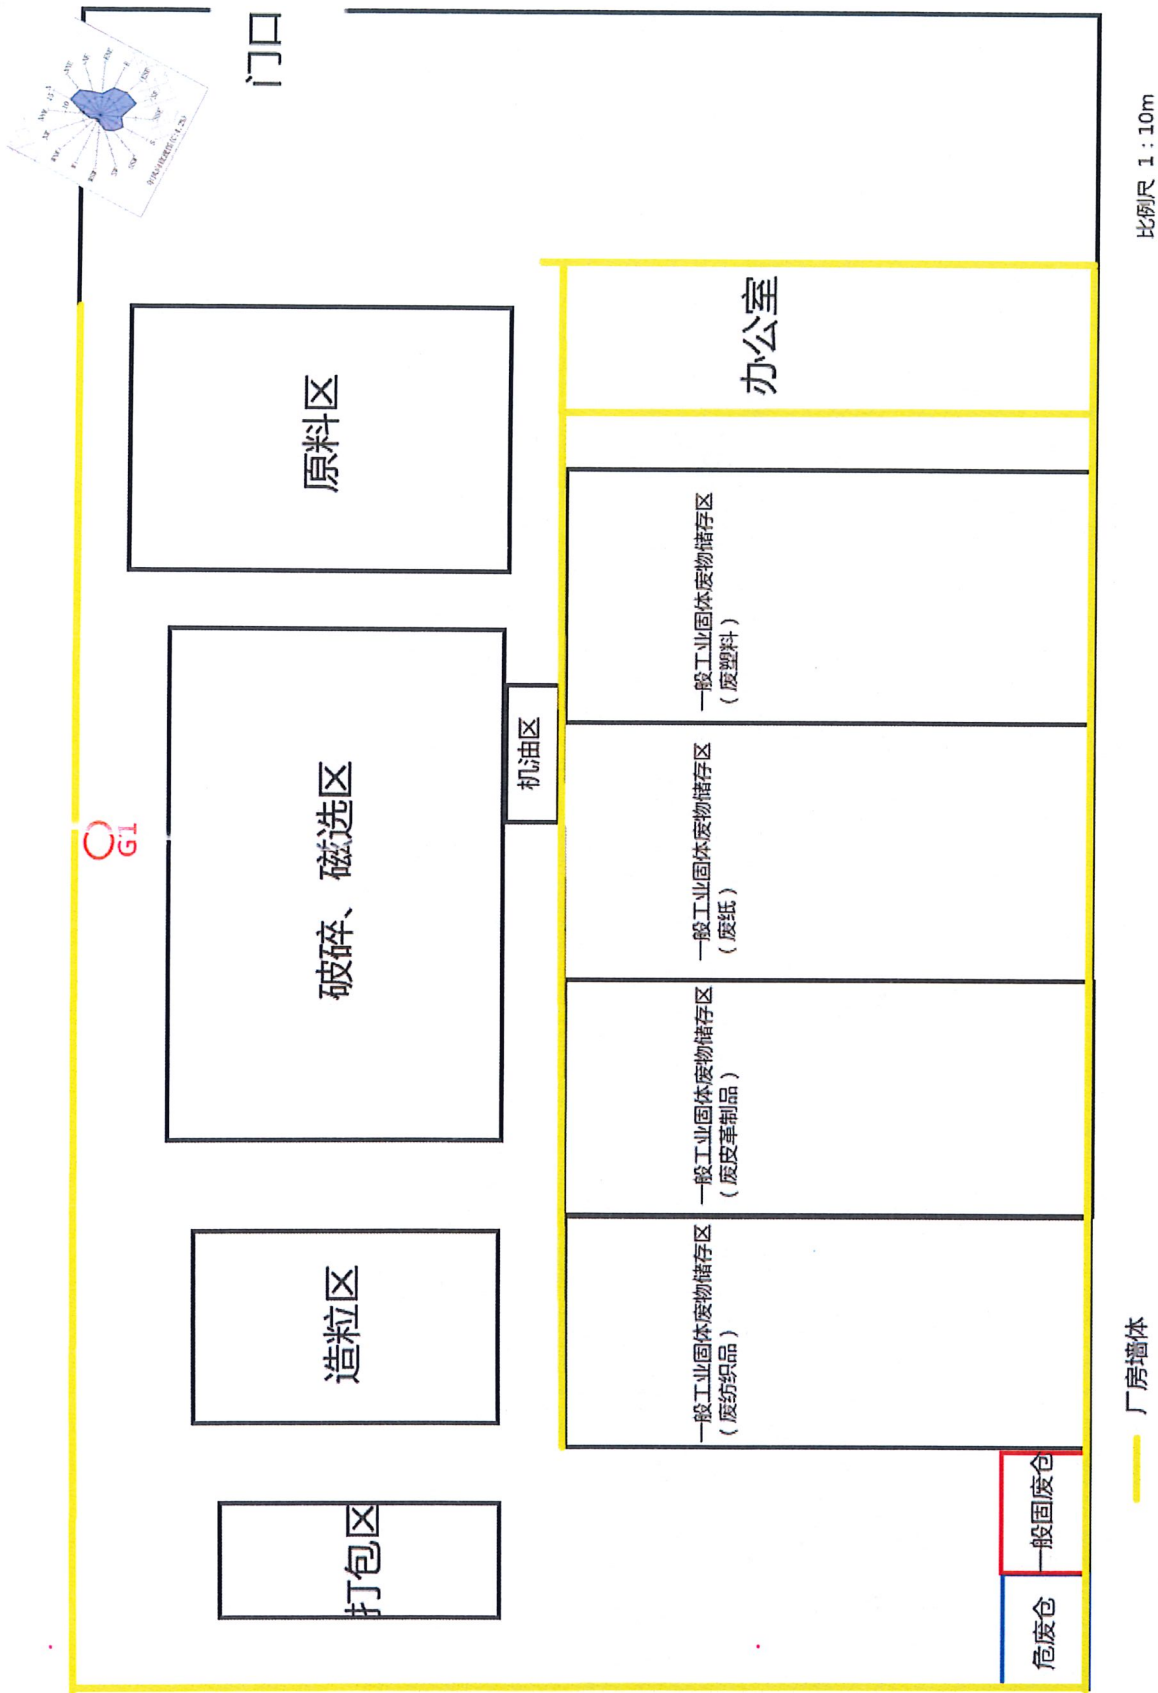 门口
原料区
破碎、磁选区
造粒区
打包区
G1
机油区
办公室
一般工业固体废物储存区
（废塑料）
一般工业固体废物储存区
（废纸）
一般工业固体废物储存区
（废皮革制品）
一般工业固体废物储存区
（废纺织品）
一般固废仓
危废仓
厂房墙体
比例尺 1：10m